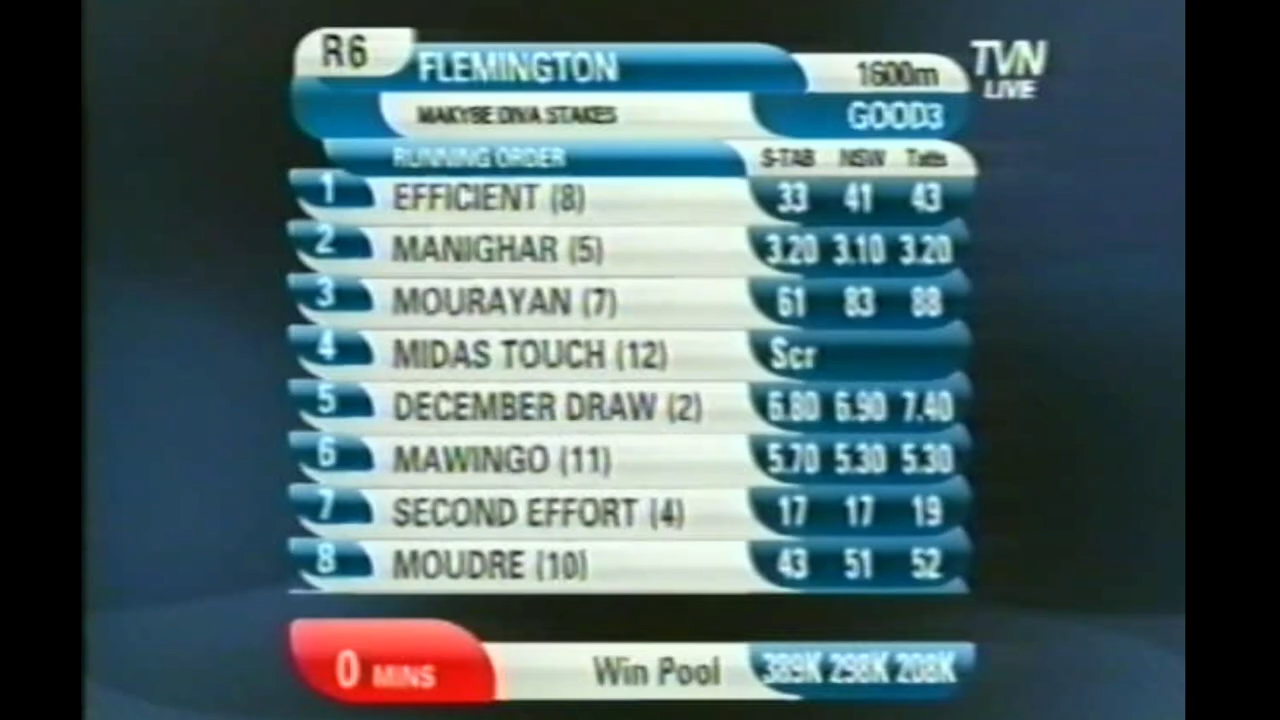 R6 FLEMINGTON 1600m TVN
LIVE
MAKYBE DIVA STAKES GOOD3
RUNNING ORDER S-TAB NSW Tatts
1 EFFICIENT (8) 33 41 43
2 MANIGHAR (5) 3.20 3.10 3.20
3 MOURAYAN (7) 61 83 88
4 MIDAS TOUCH (12) Scr
5 DECEMBER DRAW (2) 6.80 6.90 7.40
6 MAWINGO (11) 5.70 5.30 5.30
7 SECOND EFFORT (4) 17 17 19
8 MOUDRE (10) 43 51 52
0 MINS Win Pool 389K 298K 208K